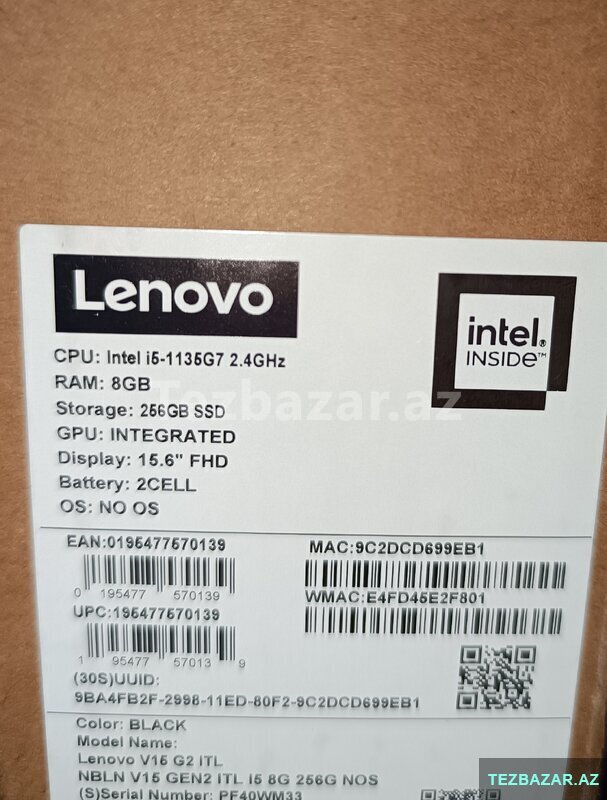 Lenovo
intel.
INSIDE™
CPU: Intel i5-1135G7 2.4GHz
RAM: 8GB
Storage: 256GB SSD
GPU: INTEGRATED
Display: 15.6" FHD
Battery: 2CELL
OS: NO OS
Tezbazar.az
EAN:0195477570139
0 195477 570139
MAC:9C2DCD699EB1
WMAC:E4FD45E2F801
UPC:195477570139
1 95477 57013 9
(30S)UUID:
9BA4FB2F-2998-11ED-80F2-9C2DCD699EB1
Color: BLACK
Model Name:
Lenovo V15 G2 ITL
NBLN V15 GEN2 ITL I5 8G 256G NOS
(S)Serial Number: PF40WM33
TEZBAZAR.AZ